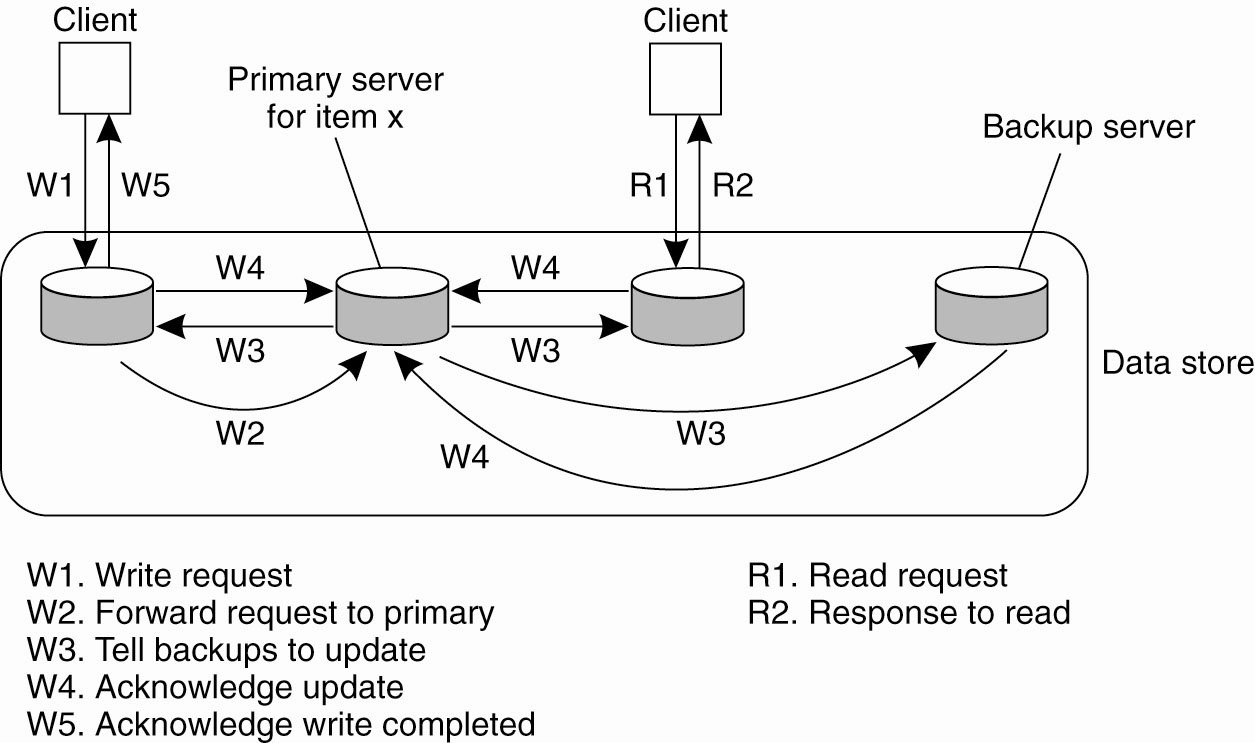 Client
Client
Primary server
for item x
Backup server
W1
W5
R1
R2
W4
W4
W3
W3
Data store
W2
W3
W4
W1. Write request
W2. Forward request to primary
W3. Tell backups to update
W4. Acknowledge update
W5. Acknowledge write completed
R1. Read request
R2. Response to read